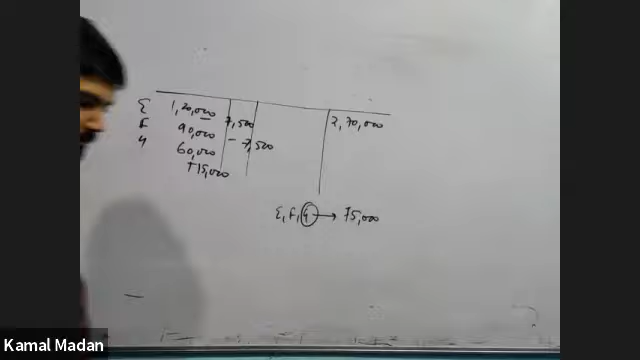 E 1,20,000 7,500 2,70,000
F 90,000 -
G 60,000 7,500
+15,000
E, F, G → 75,000
Kamal Madan